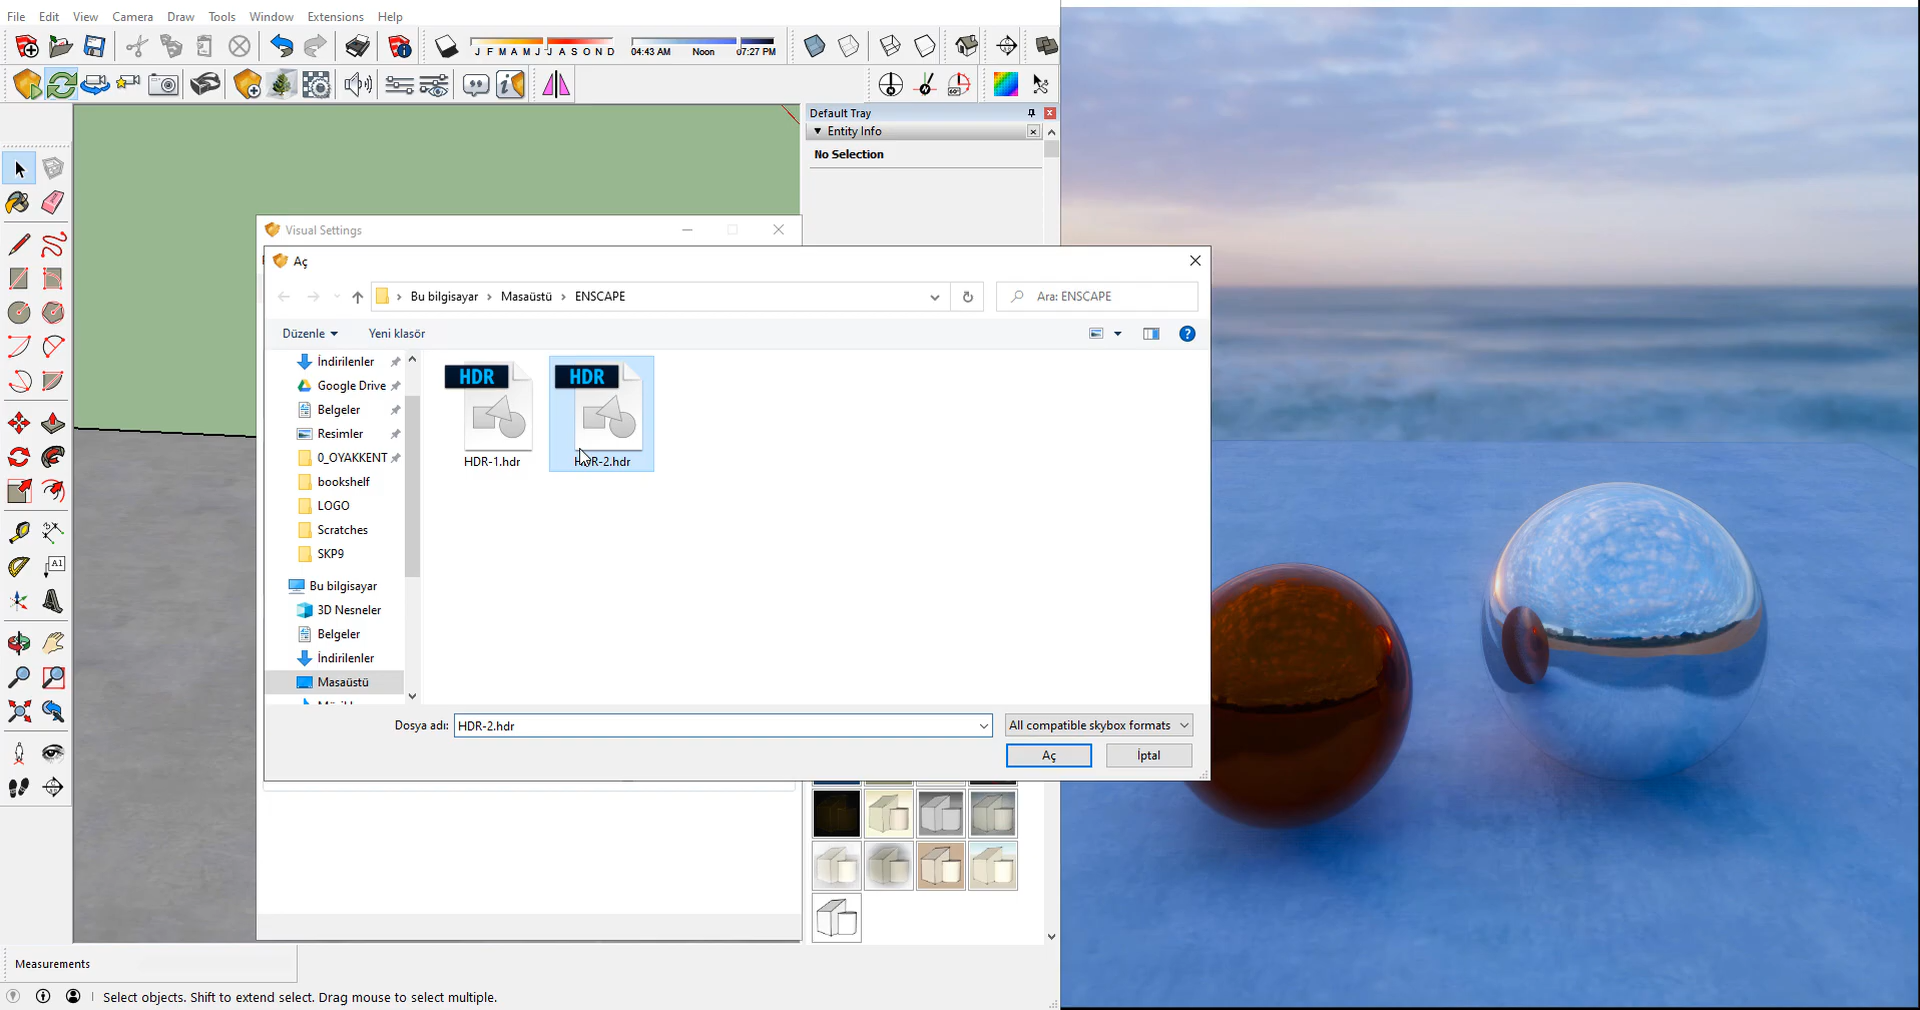 File Edit View Camera Draw Tools Window Extensions Help
J F M A M J J A S O N D 04:43 AM Noon 07:27 PM
Default Tray
Entity Info
No Selection
Visual Settings
Aç
Bu bilgisayar Masaüstü ENSCAPE
Ara: ENSCAPE
Düzenle Yeni klasör
İndirilenler
Google Drive
Belgeler
Resimler
0_OYAKKENT
bookshelf
LOGO
Scratches
SKP9
Bu bilgisayar
3D Nesneler
Belgeler
İndirilenler
Masaüstü
HDR HDR
HDR-1.hdr HDR-2.hdr
A1
Dosya adı: HDR-2.hdr All compatible skybox formats
Aç İptal
Measurements
Select objects. Shift to extend select. Drag mouse to select multiple.